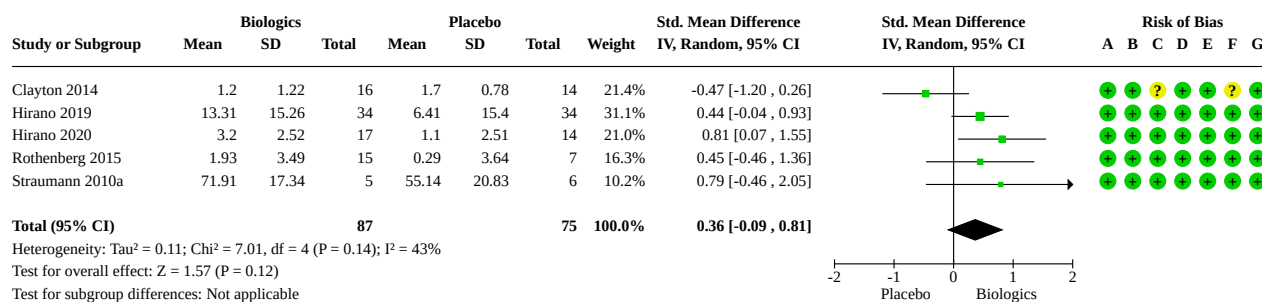 Biologics Placebo Std. Mean Difference Std. Mean Difference Risk of Bias
Study or Subgroup Mean SD Total Mean SD Total Weight IV, Random, 95% CI IV, Random, 95% CI A B C D E F G
Clayton 2014 1.2 1.22 16 1.7 0.78 14 21.4% -0.47 [-1.20 , 0.26] + + ? + + ? +
Hirano 2019 13.31 15.26 34 6.41 15.4 34 31.1% 0.44 [-0.04 , 0.93] + + + + + + +
Hirano 2020 3.2 2.52 17 1.1 2.51 14 21.0% 0.81 [0.07 , 1.55] + + + + + + +
Rothenberg 2015 1.93 3.49 15 0.29 3.64 7 16.3% 0.45 [-0.46 , 1.36] + + + + + + +
Straumann 2010a 71.91 17.34 5 55.14 20.83 6 10.2% 0.79 [-0.46 , 2.05] + + + + + + +
Total (95% CI) 87 75 100.0% 0.36 [-0.09 , 0.81]
Heterogeneity: Tau² = 0.11; Chi² = 7.01, df = 4 (P = 0.14); I² = 43%
Test for overall effect: Z = 1.57 (P = 0.12)
-2 -1 0 1 2
Test for subgroup differences: Not applicable Placebo Biologics